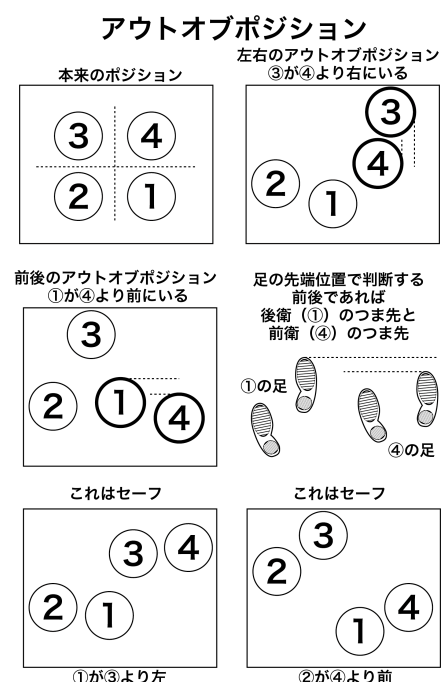 アウトオブポジション
本来のポジション
③ ④
② ①
左右のアウトオブポジション
③が④より右にいる
③
④
②
①
前後のアウトオブポジション
①が④より前にいる
③
② ① ④
足の先端位置で判断する
前後であれば
後衛（①）のつま先と
前衛（④）のつま先
①の足
④の足
これはセーフ
③ ④
② ①
①が③より左
これはセーフ
③
②
④
①
②が④より前